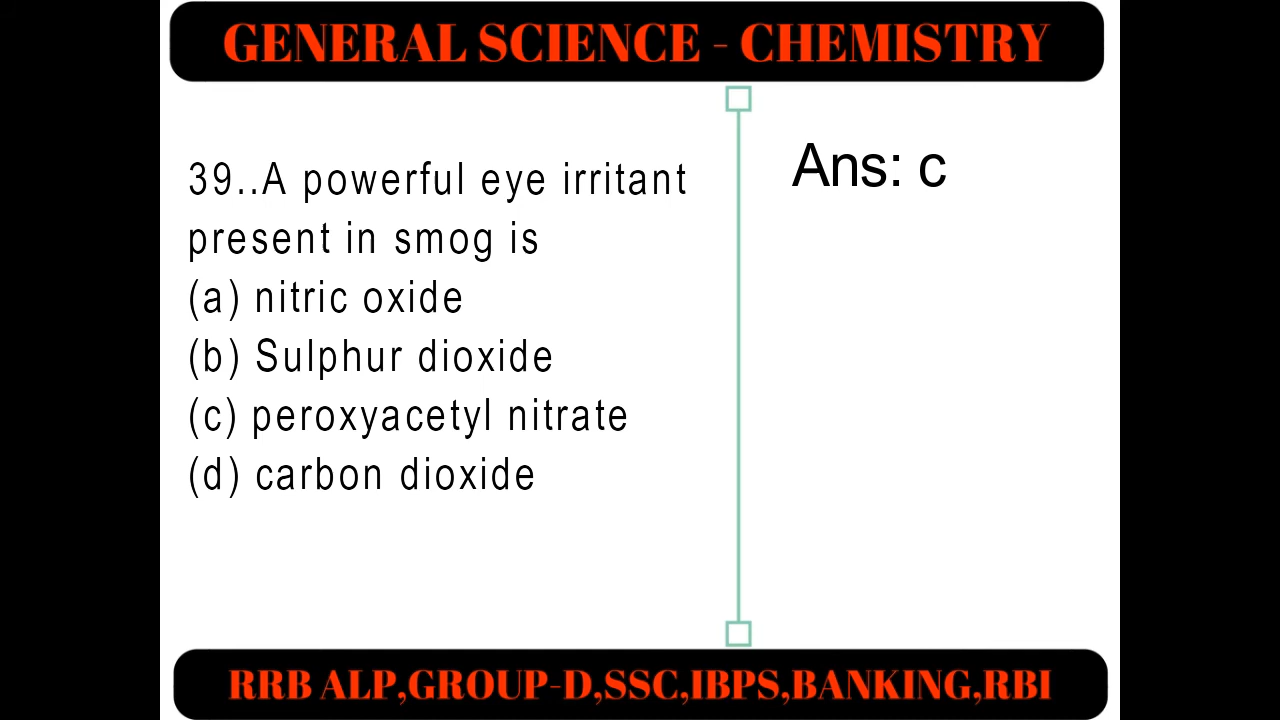 GENERAL SCIENCE - CHEMISTRY
39..A powerful eye irritant
present in smog is
(a) nitric oxide
(b) Sulphur dioxide
(c) peroxyacetyl nitrate
(d) carbon dioxide
Ans: c
RRB ALP,GROUP-D,SSC,IBPS,BANKING,RBI